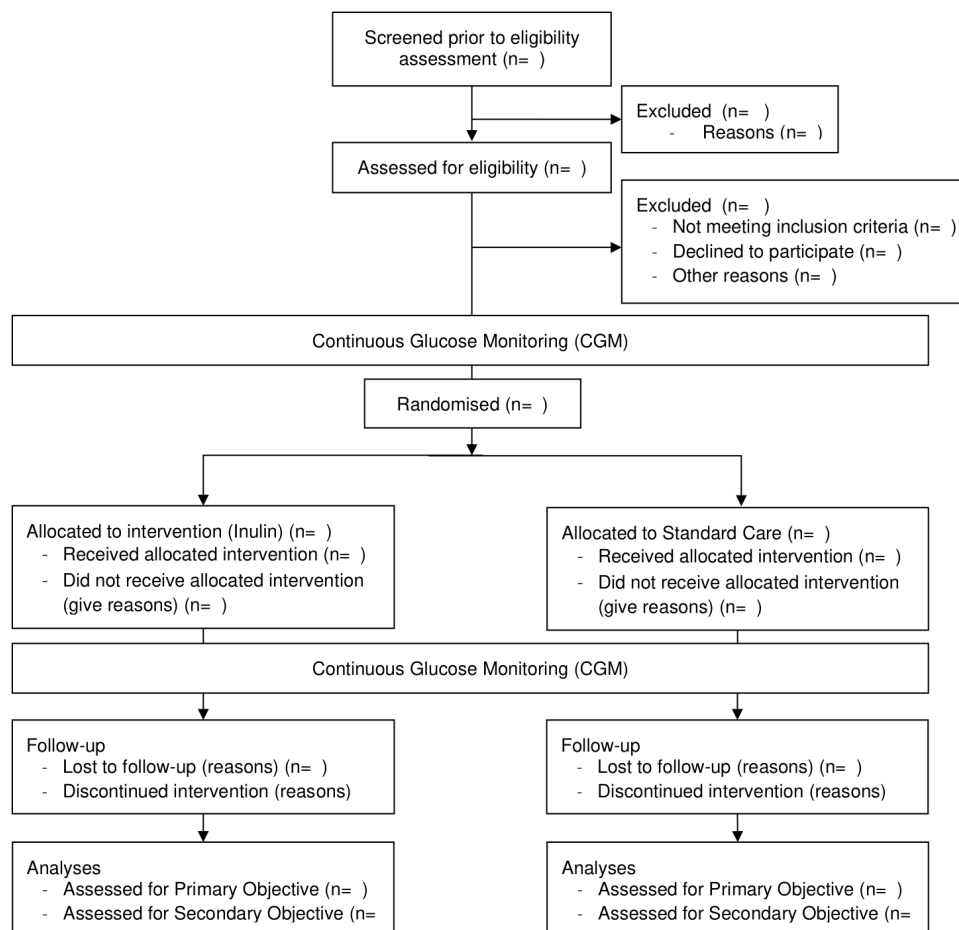 Screened prior to eligibility
assessment (n=  )
Excluded  (n=  )
-    Reasons (n=  )
Assessed for eligibility (n=  )
Excluded  (n=  )
-  Not meeting inclusion criteria (n=  )
-  Declined to participate (n=  )
-  Other reasons (n=  )
Continuous Glucose Monitoring (CGM)
Randomised (n=  )
Allocated to intervention (Inulin) (n=  )
-  Received allocated intervention (n=  )
-  Did not receive allocated intervention
(give reasons) (n=  )
Allocated to Standard Care (n=  )
-  Received allocated intervention (n=  )
-  Did not receive allocated intervention
(give reasons) (n=  )
Continuous Glucose Monitoring (CGM)
Follow-up
-  Lost to follow-up (reasons) (n=  )
-  Discontinued intervention (reasons)
Follow-up
-  Lost to follow-up (reasons) (n=  )
-  Discontinued intervention (reasons)
Analyses
-  Assessed for Primary Objective (n=  )
-  Assessed for Secondary Objective (n=
Analyses
-  Assessed for Primary Objective (n=  )
-  Assessed for Secondary Objective (n=